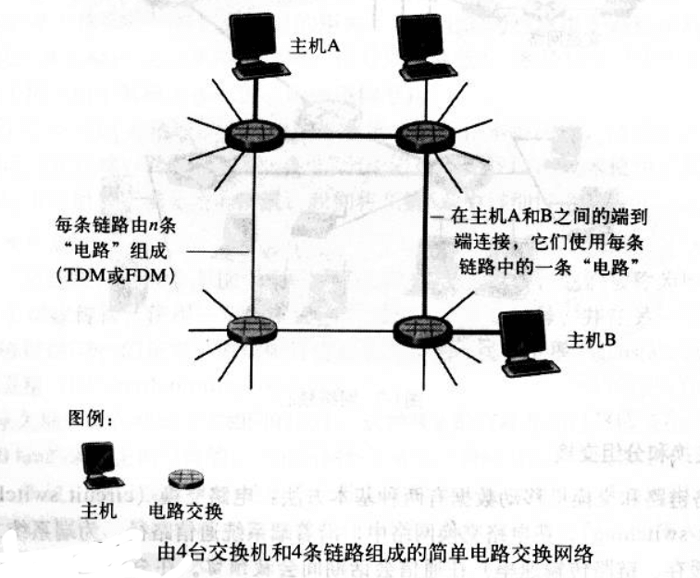 主机A
每条链路由n条
“电路”组成
(TDM或FDM)
在主机A和B之间的端到
端连接,它们使用每条
链路中的一条“电路”
主机B
图例:
主机
电路交换
由4台交换机和4条链路组成的简单电路交换网络